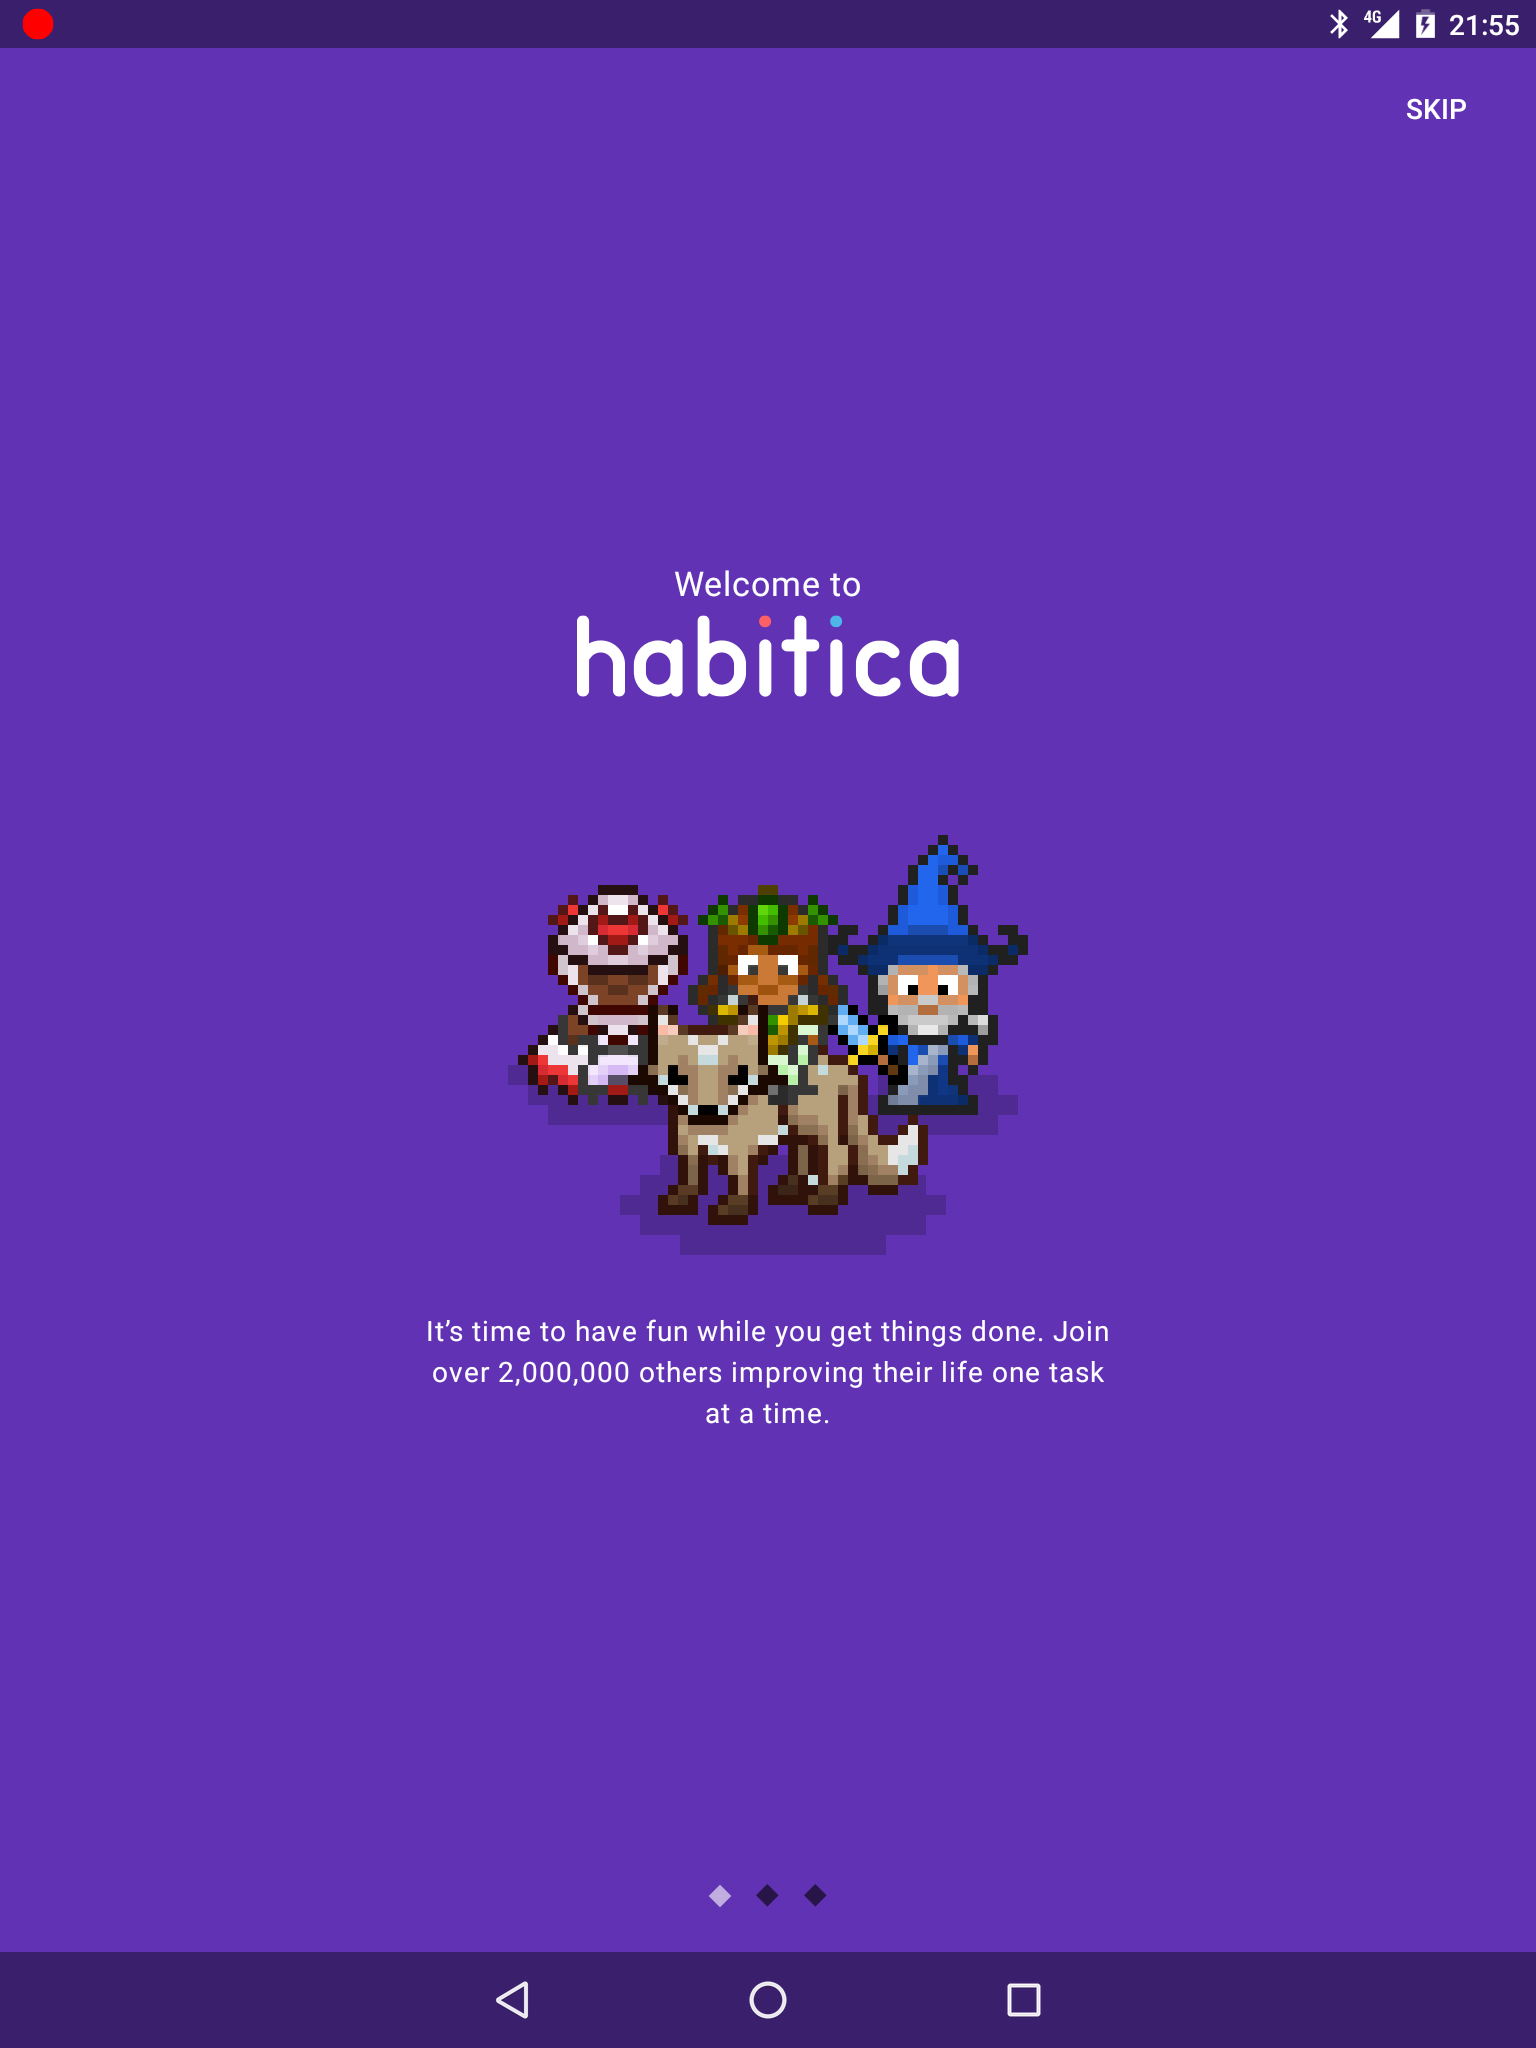 4G 21:55
SKIP
Welcome to
habitica
It’s time to have fun while you get things done. Join
over 2,000,000 others improving their life one task
at a time.